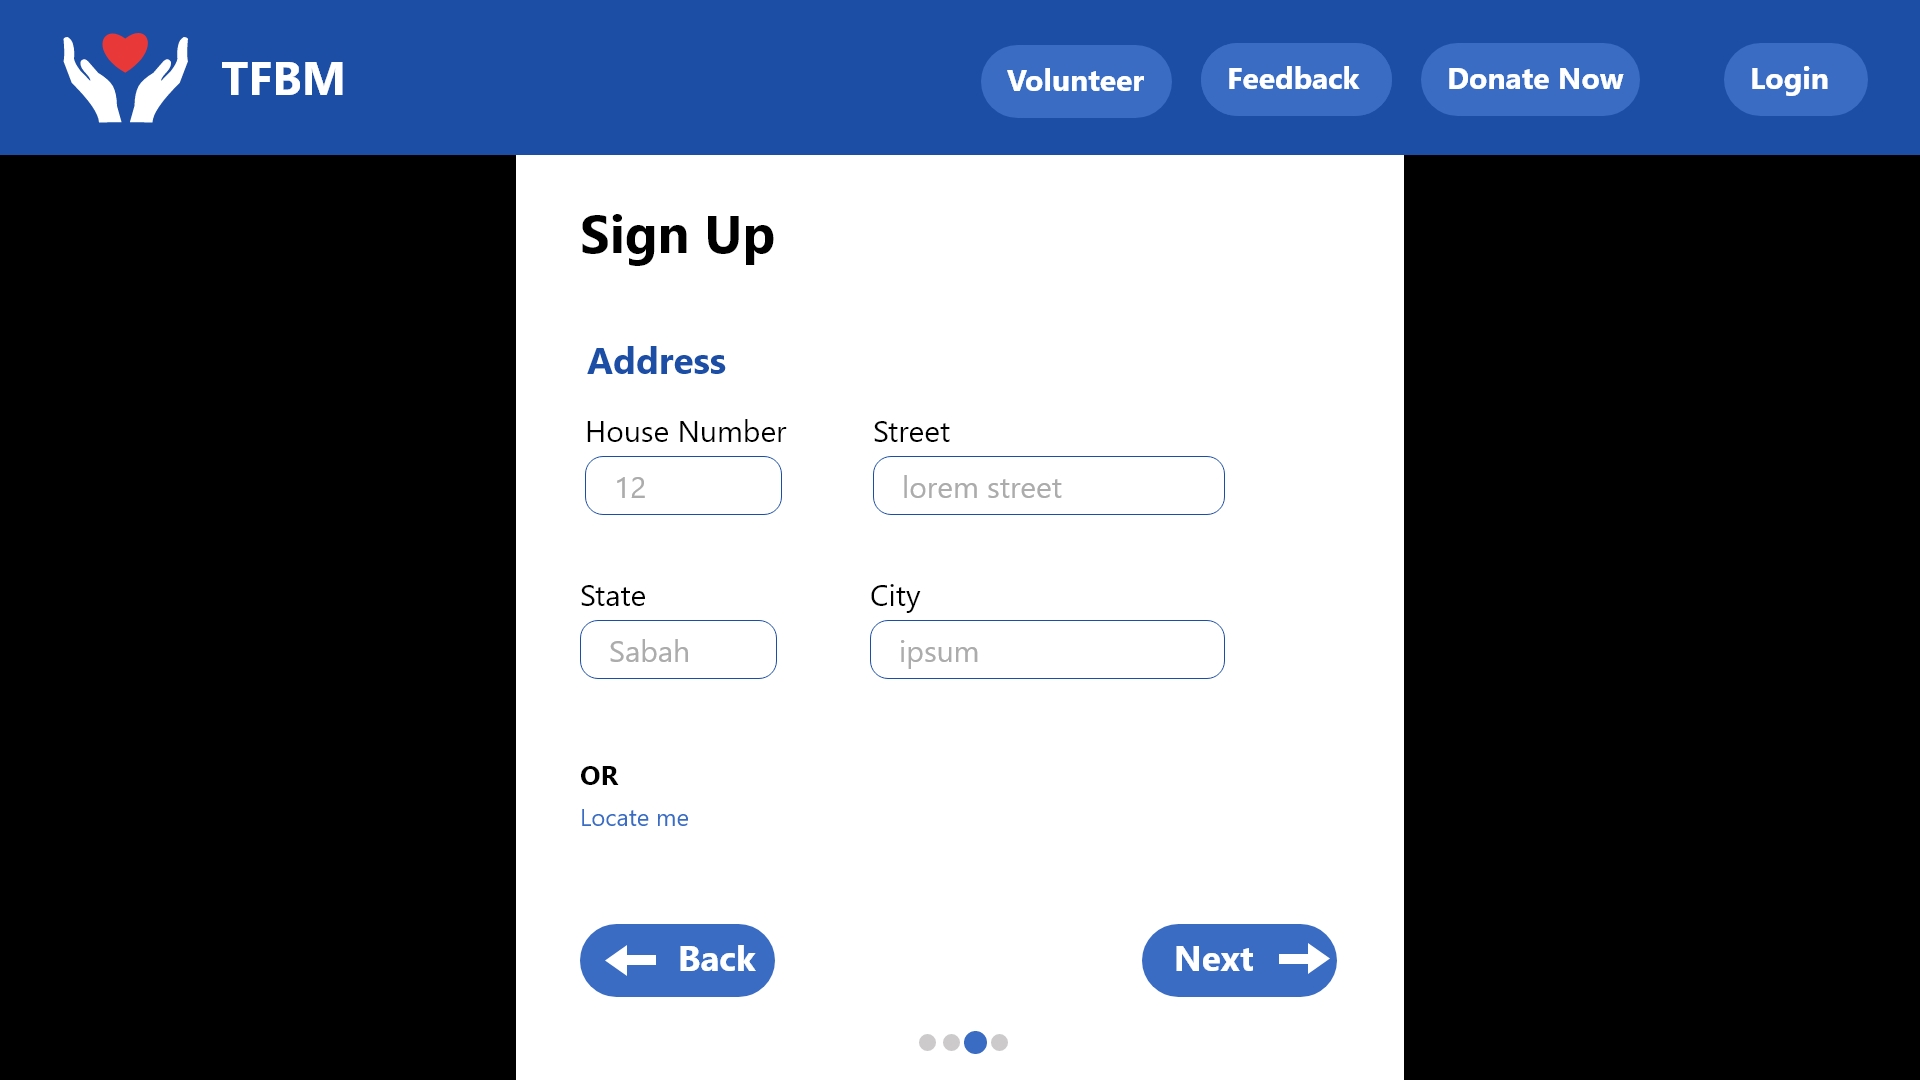 TFBM
Volunteer
Feedback
Donate Now
Login
Sign Up
Address
House Number
Street
12
lorem street
State
City
Sabah
ipsum
OR
Locate me
Back
Next